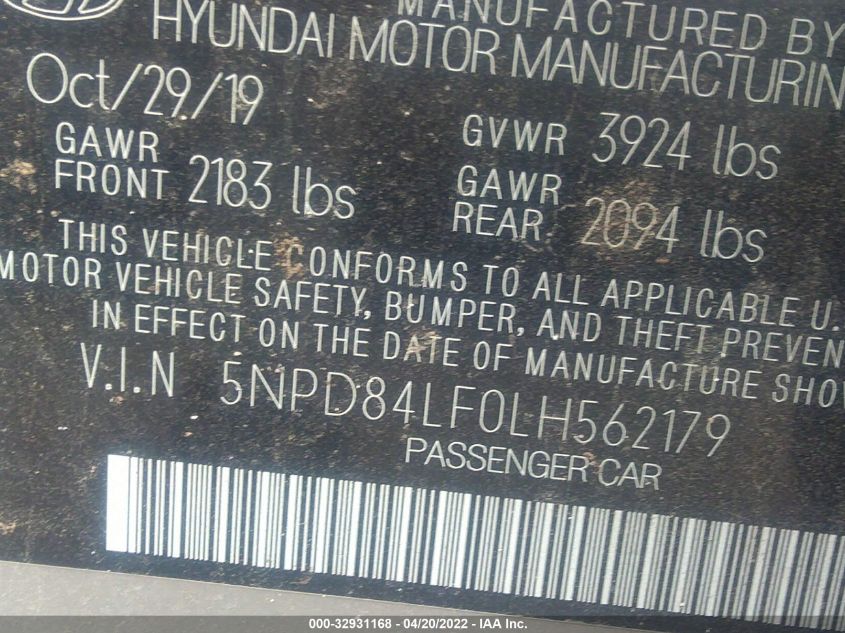 MANUFACTURED BY
HYUNDAI MOTOR MANUFACTURIN
Oct/29/19
GAWR FRONT 2183 lbs
GVWR 3924 lbs
GAWR REAR 2094 lbs
THIS VEHICLE CONFORMS TO ALL APPLICABLE U.
MOTOR VEHICLE SAFETY, BUMPER, AND THEFT PREVEN
IN EFFECT ON THE DATE OF MANUFACTURE SHOW
V.I.N 5NPD84LF0LH562179
PASSENGER CAR
000-32931168 - 04/20/2022 - IAA Inc.